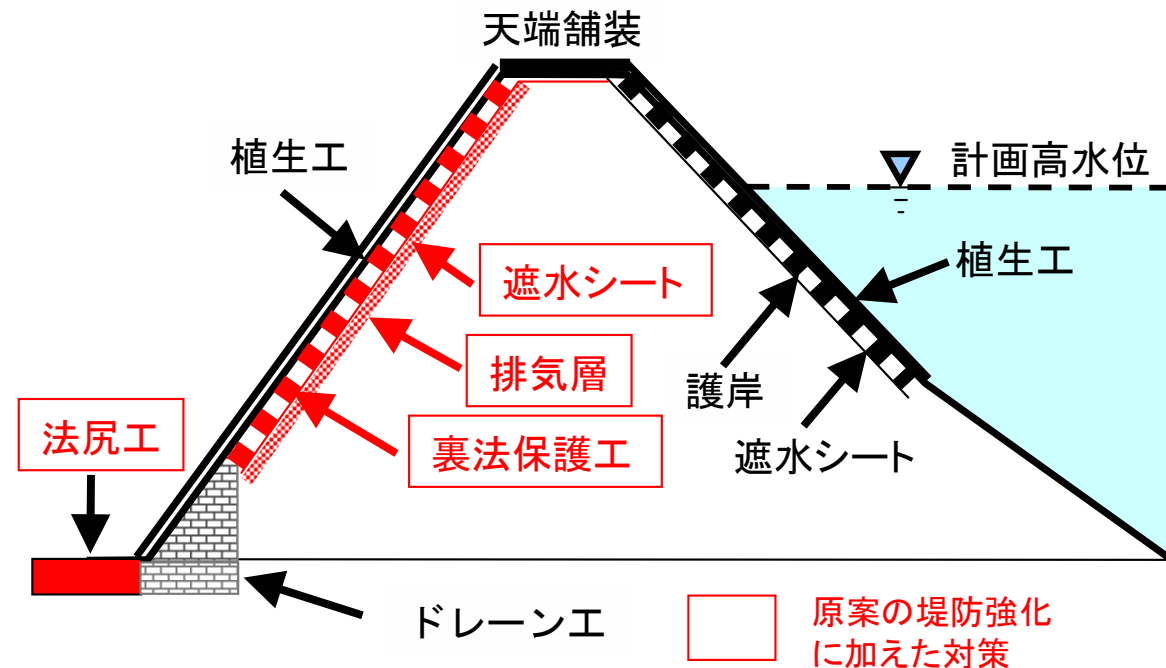 天端舗装
植生工
計画高水位
植生工
遮水シート
排気層
護岸
法尻工
裏法保護工
遮水シート
ドレーン工
原案の堤防強化
に加えた対策